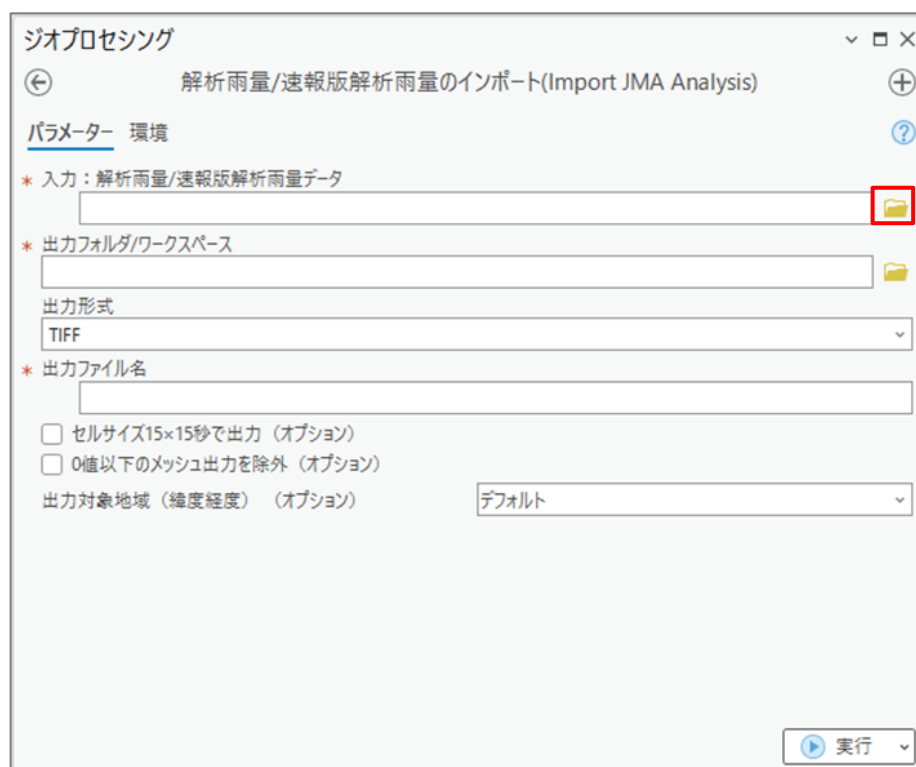 ジオプロセシング
解析雨量/速報版解析雨量のインポート(Import JMA Analysis)
パラメーター 環境
* 入力：解析雨量/速報版解析雨量データ
* 出力フォルダ/ワークスペース
出力形式
TIFF
* 出力ファイル名
セルサイズ15×15秒で出力（オプション）
0値以下のメッシュ出力を除外（オプション）
出力対象地域（緯度経度）（オプション） デフォルト
実行